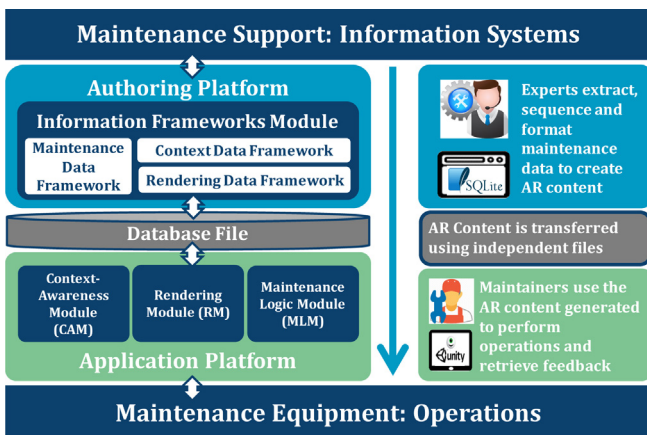 Maintenance Support: Information Systems
Authoring Platform
Information Frameworks Module
Maintenance
Data
Framework
Context Data Framework
Rendering Data Framework
Database File
Context-
Awareness
Module
(CAM)
Rendering
Module (RM)
Maintenance
Logic Module
(MLM)
Application Platform
Experts extract,
sequence and
format
maintenance
data to create
AR content
SQLite
AR Content is transferred
using independent files
Maintainers use the
AR content generated
to perform
operations and
retrieve feedback
unity
Maintenance Equipment: Operations